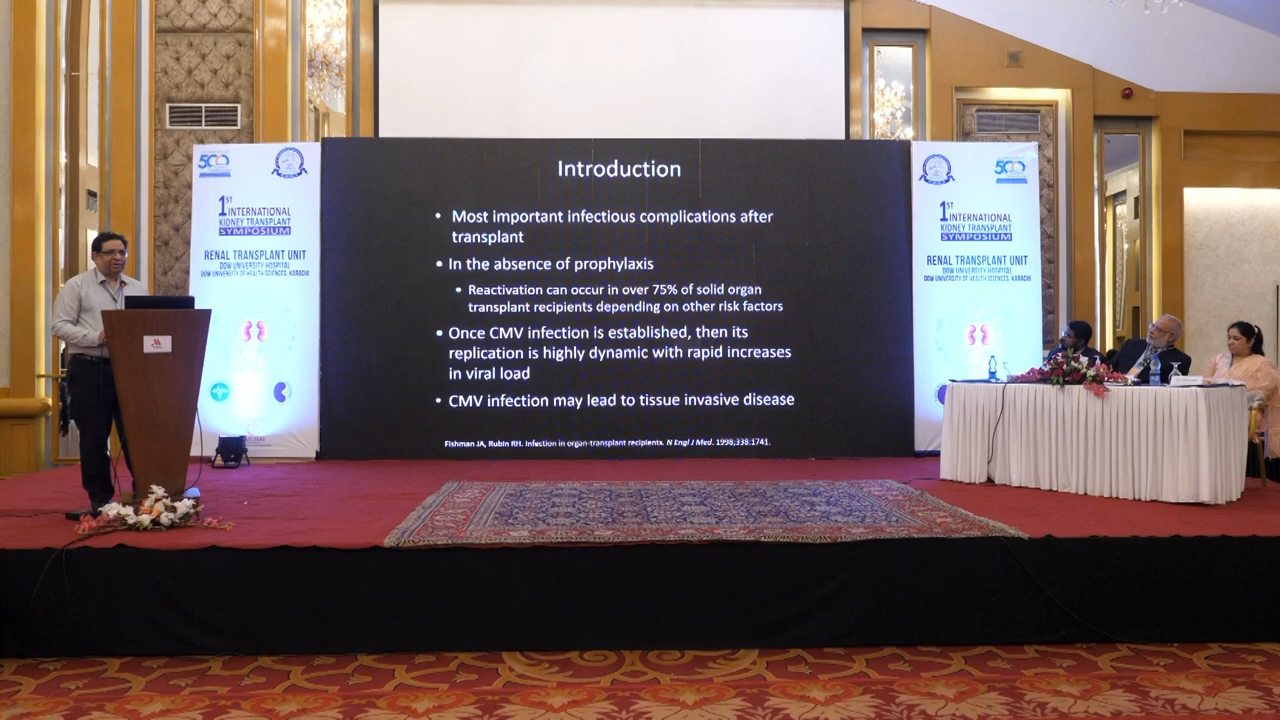 Introduction
• Most important infectious complications after
transplant
• In the absence of prophylaxis
• Reactivation can occur in over 75% of solid organ
transplant recipients depending on other risk factors
• Once CMV infection is established, then its
replication is highly dynamic with rapid increases
in viral load
• CMV infection may lead to tissue invasive disease
Fishman JA, Rubin RH. Infection in organ-transplant recipients. N Engl J Med. 1998;338:1741.
500
1ST
INTERNATIONAL
KIDNEY TRANSPLANT
SYMPOSIUM
RENAL TRANSPLANT UNIT
DOW UNIVERSITY HOSPITAL
DOW UNIVERSITY OF HEALTH SCIENCES, KARACHI
500
1ST
INTERNATIONAL
KIDNEY TRANSPLANT
SYMPOSIUM
RENAL TRANSPLANT UNIT
DOW UNIVERSITY HOSPITAL
DOW UNIVERSITY OF HEALTH SCIENCES, KARACHI